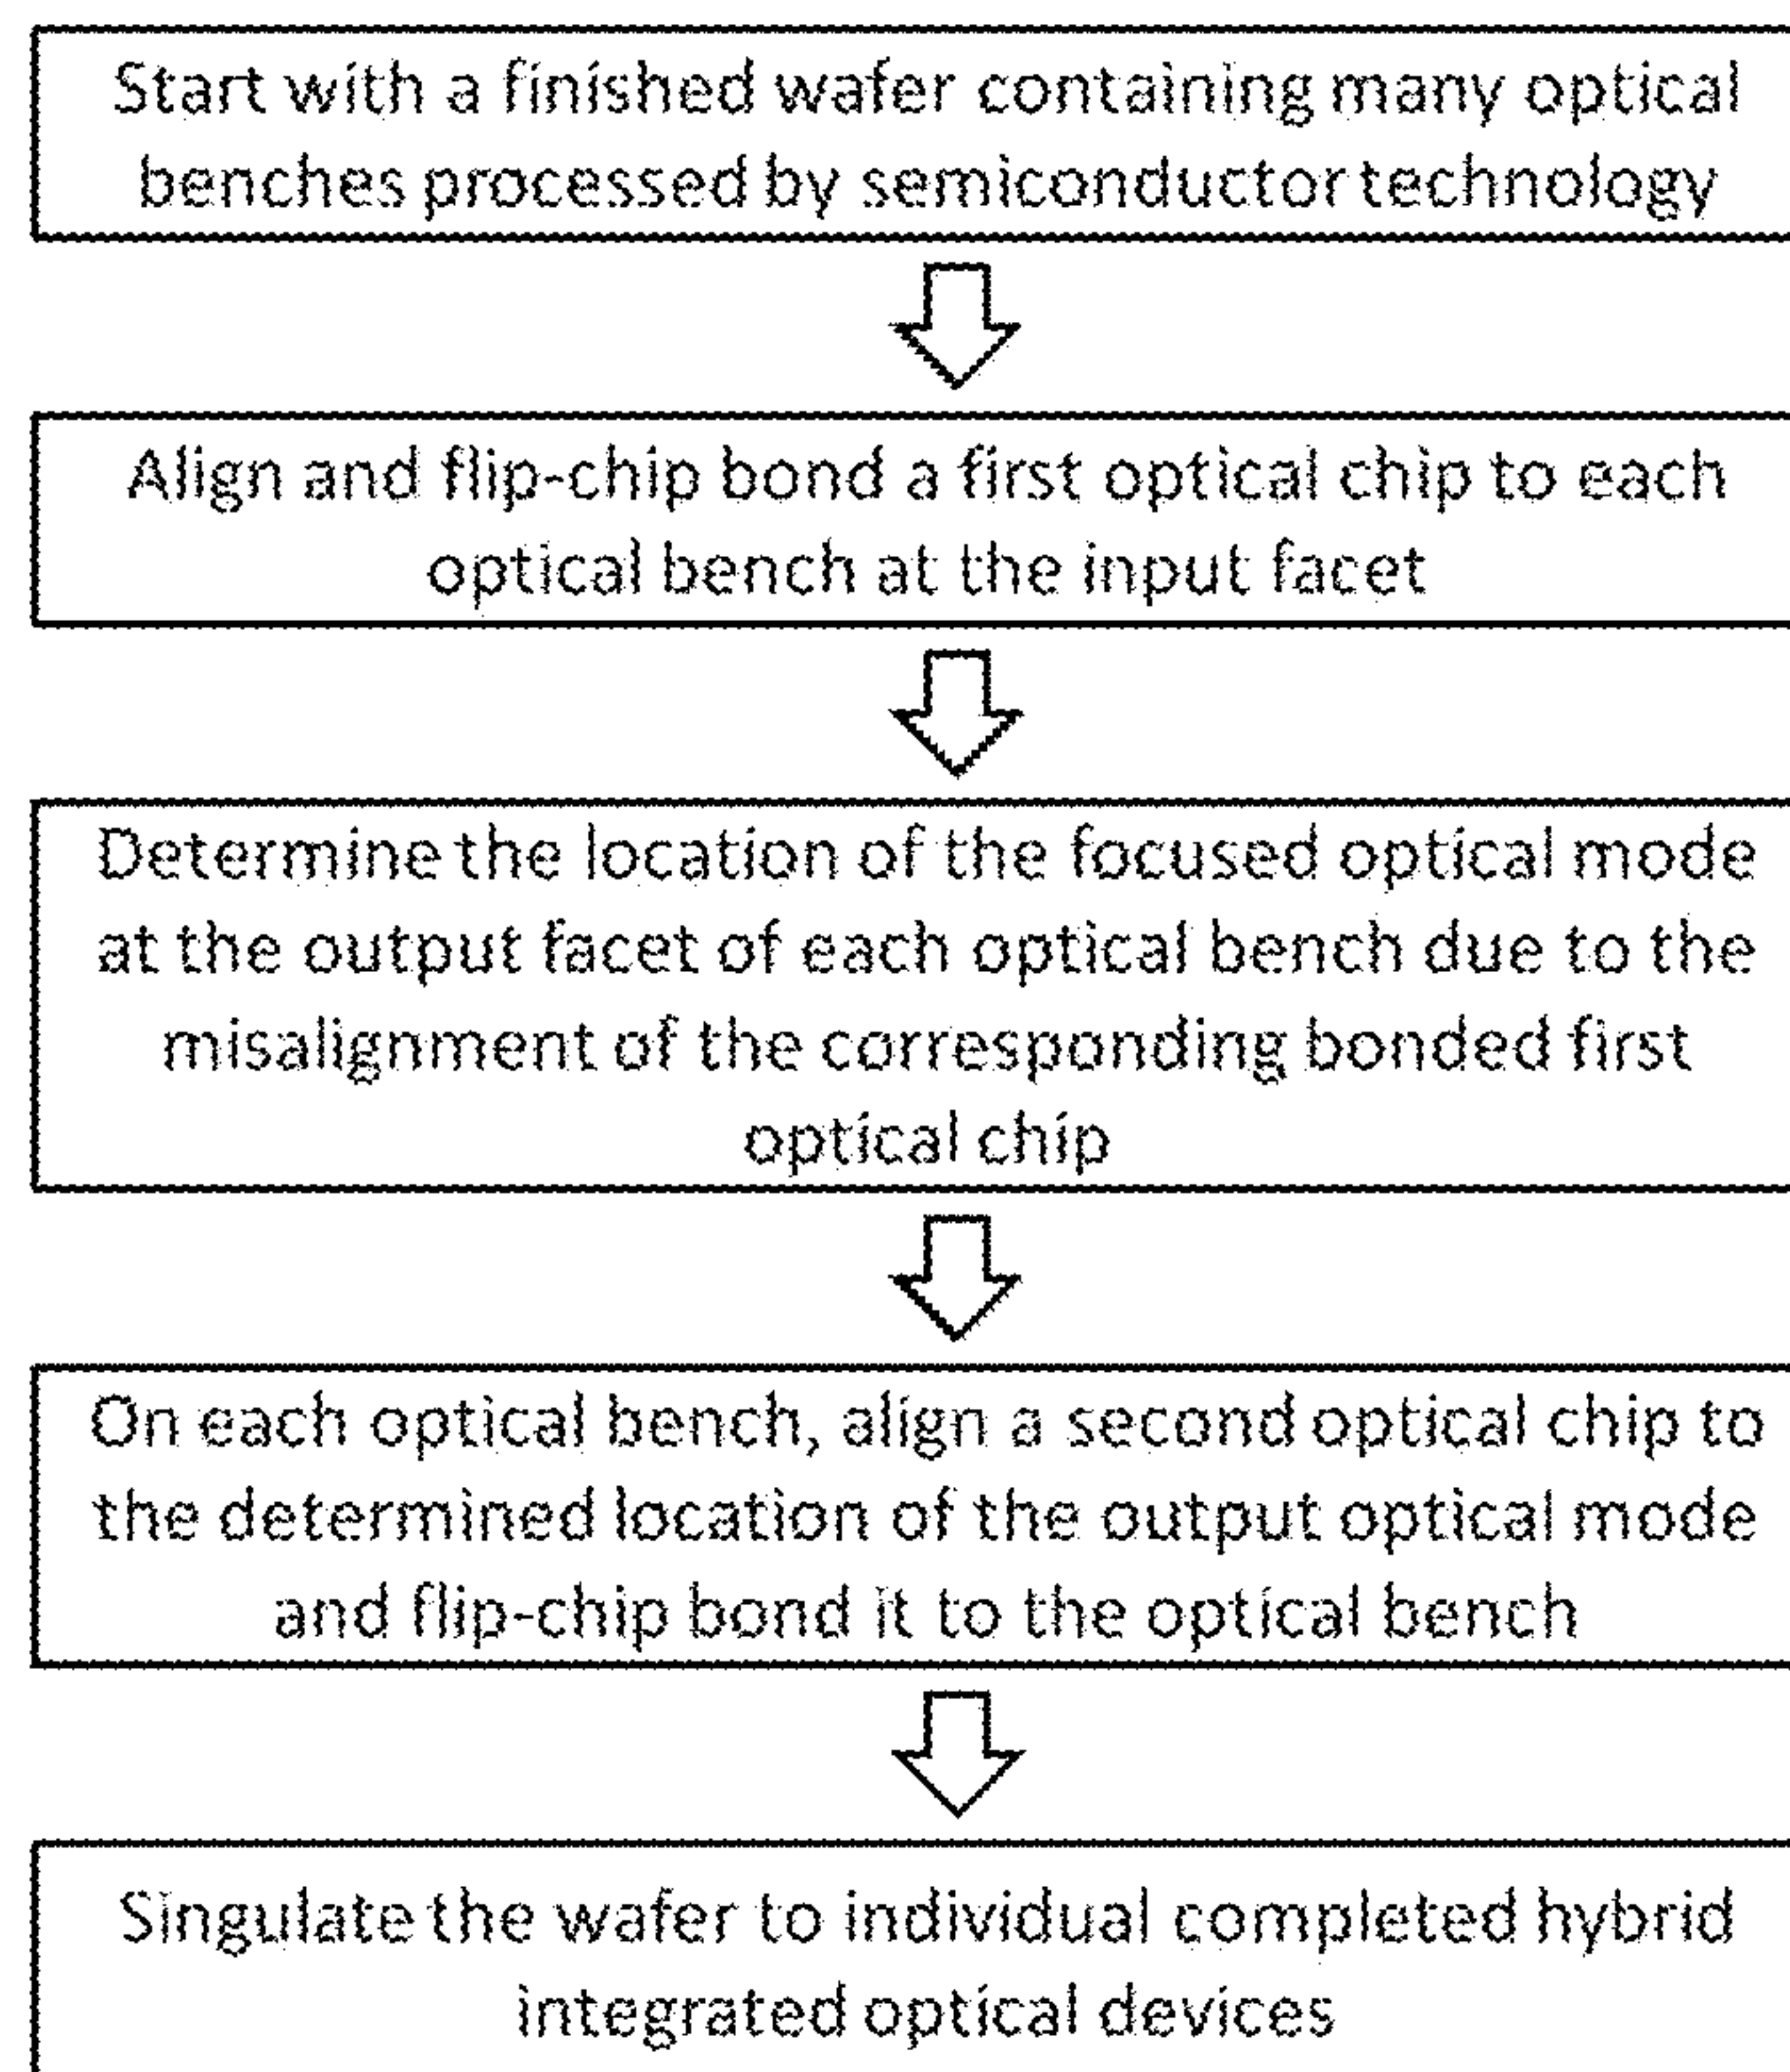 Start with a finished wafer containing many optical
benches processed by semiconductor technology
Align and flip-chip bond a first optical chip to each
optical bench at the input facet
Determine the location of the focused optical mode
at the output facet of each optical bench due to the
misalignment of the corresponding bonded first
optical chip
On each optical bench, align a second optical chip to
the determined location of the output optical mode
and flip-chip bond it to the optical bench
Singulate the wafer to individual completed hybrid
integrated optical devices